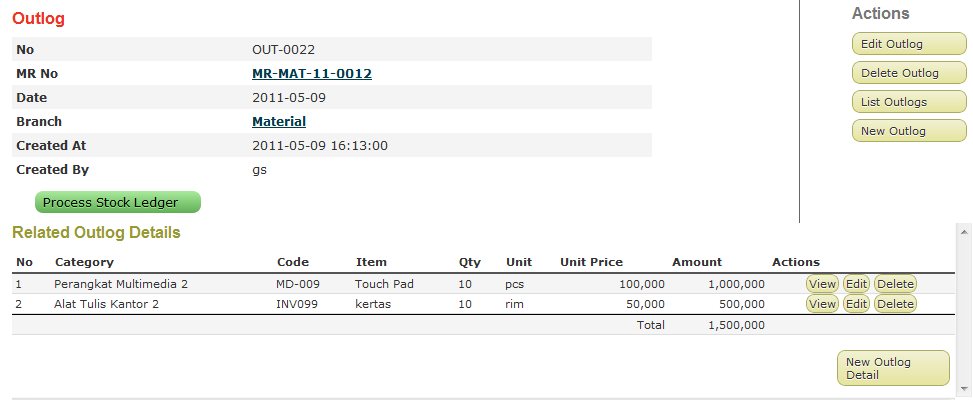 Outlog
No OUT-0022
MR No MR-MAT-11-0012
Date 2011-05-09
Branch Material
Created At 2011-05-09 16:13:00
Created By gs
Process Stock Ledger
Actions
Edit Outlog
Delete Outlog
List Outlogs
New Outlog
Related Outlog Details
No Category Code Item Qty Unit Unit Price Amount Actions
1 Perangkat Multimedia 2 MD-009 Touch Pad 10 pcs 100,000 1,000,000 View Edit Delete
2 Alat Tulis Kantor 2 INV099 kertas 10 rim 50,000 500,000 View Edit Delete
Total 1,500,000
New Outlog
Detail